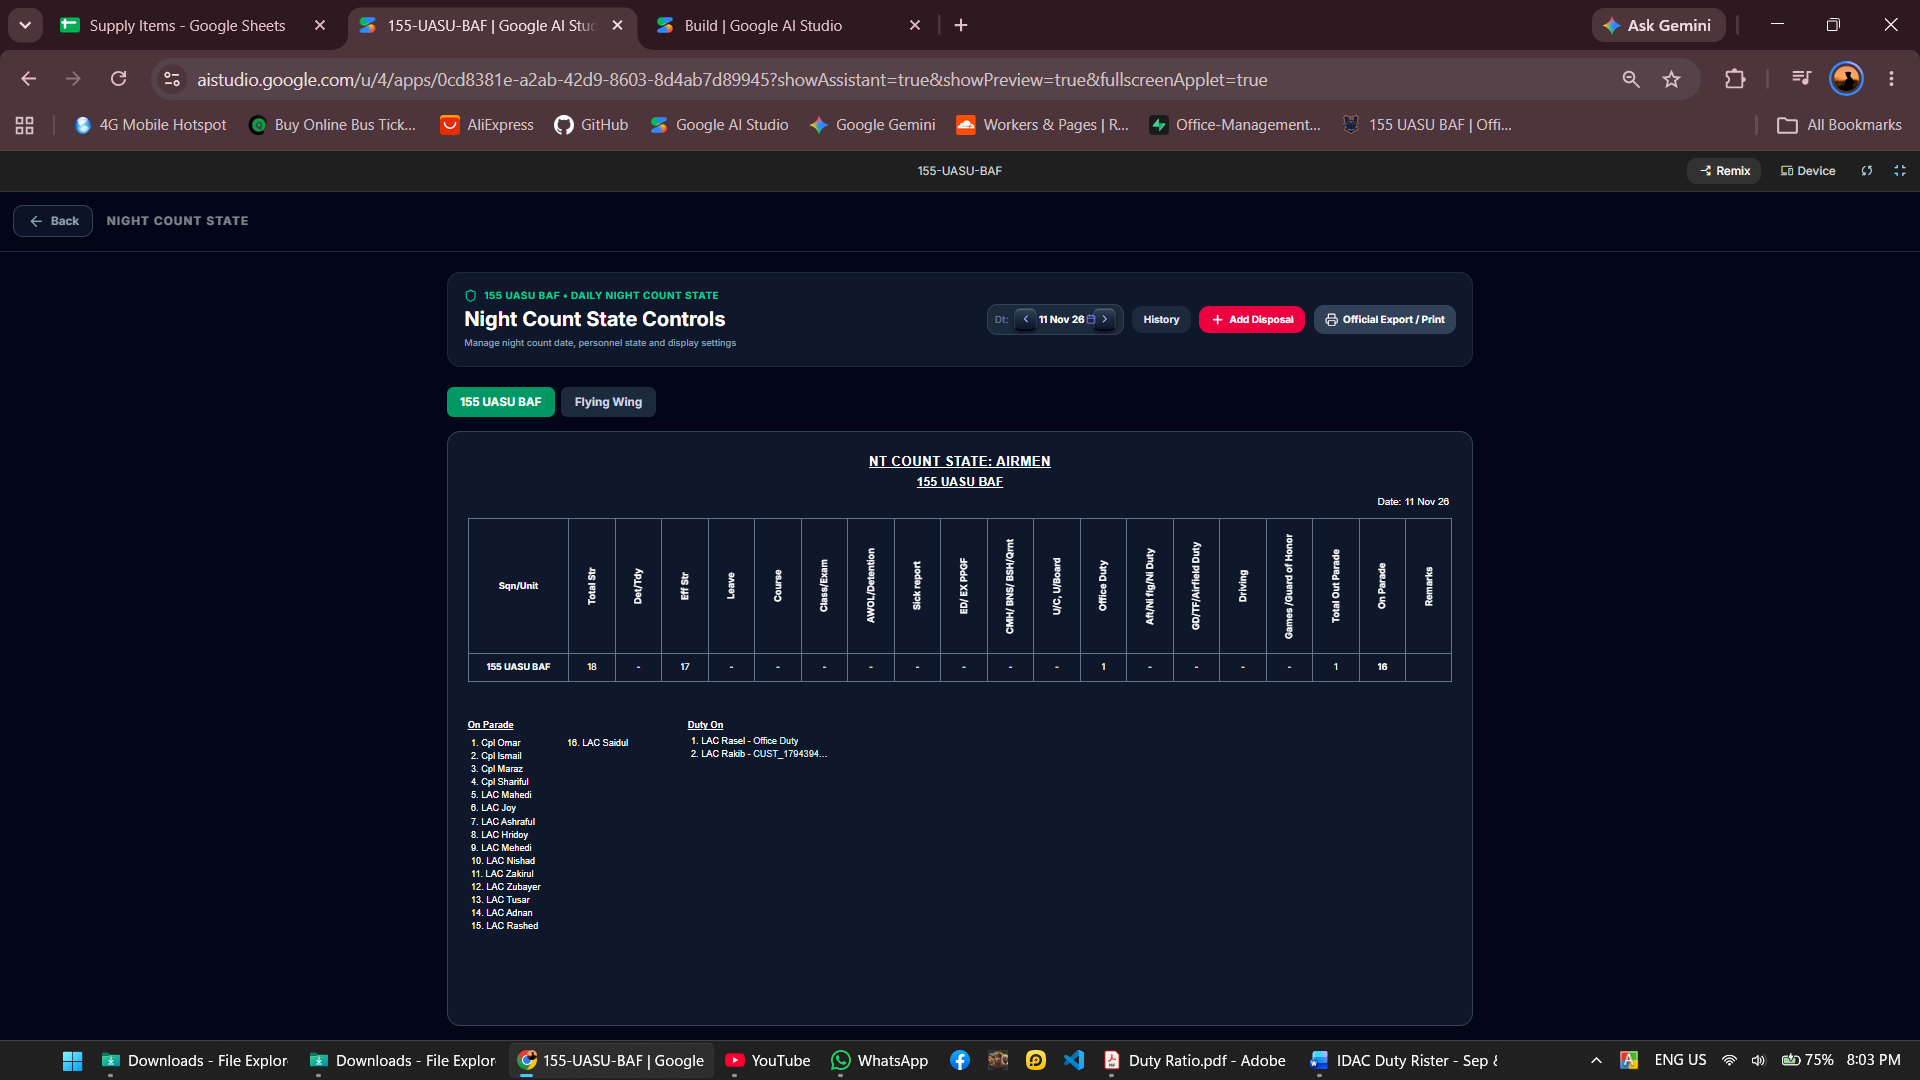 Supply Items - Google Sheets
155-UASU-BAF | Google AI Stu
Build | Google AI Studio
Ask Gemini
aistudio.google.com/u/4/apps/0cd8381e-a2ab-42d9-8603-8d4ab7d89945?showAssistant=true&showPreview=true&fullscreenApplet=true
4G Mobile Hotspot
Buy Online Bus Tick...
AliExpress
GitHub
Google AI Studio
Google Gemini
Workers & Pages | R...
Office-Management...
155 UASU BAF | Offi...
All Bookmarks
155-UASU-BAF
Remix
Device
Back
NIGHT COUNT STATE
155 UASU BAF • DAILY NIGHT COUNT STATE
Night Count State Controls
Manage night count date, personnel state and display settings
Dt:
11 Nov 26
History
Add Disposal
Official Export / Print
155 UASU BAF
Flying Wing
NT COUNT STATE: AIRMEN
155 UASU BAF
Date: 11 Nov 26
Sqn/Unit
Total Str
Det/Tdy
Eff Str
Leave
Course
Class/Exam
AWOL/Detention
Sick report
ED/ EX PPGF
CMH/ BNS/ BSH/Qrnt
U/C, U/Board
Office Duty
Aft/Ni flg/Ni Duty
GD/TF/Airfield Duty
Driving
Games /Guard of Honor
Total Out Parade
On Parade
Remarks
155 UASU BAF 18 - 17 - - - - - - - - 1 - - - - 1 16
On Parade
1. Cpl Omar
2. Cpl Ismail
3. Cpl Maraz
4. Cpl Shariful
5. LAC Mahedi
6. LAC Joy
7. LAC Ashraful
8. LAC Hridoy
9. LAC Mehedi
10. LAC Nishad
11. LAC Zakirul
12. LAC Zubayer
13. LAC Tusar
14. LAC Adnan
15. LAC Rashed
16. LAC Saidul
Duty On
1. LAC Rasel - Office Duty
2. LAC Rakib - CUST_1794394...
Downloads - File Explor
Downloads - File Explor
155-UASU-BAF | Google
YouTube
WhatsApp
Duty Ratio.pdf - Adobe
IDAC Duty Rister - Sep &
ENG US
75%
8:03 PM